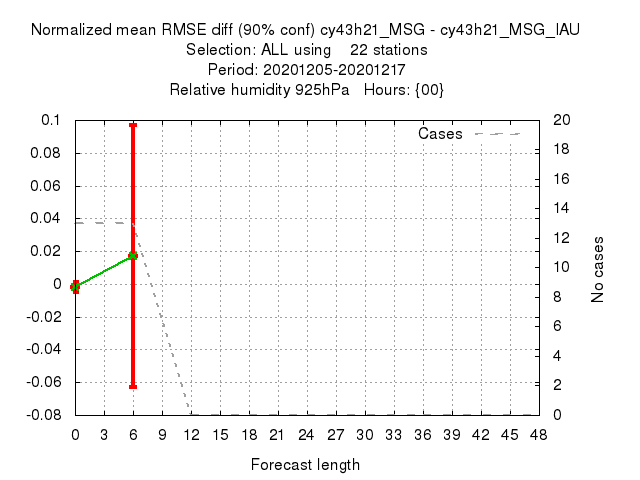 Normalized mean RMSE diff (90% conf) cy43h21_MSG - cy43h21_MSG_IAU
Selection: ALL using    22 stations
Period: 20201205-20201217
Relative humidity 925hPa   Hours: {00}
Cases
0.1
0.08
0.06
0.04
0.02
0
-0.02
-0.04
-0.06
-0.08
20
18
16
14
12
10
8
6
4
2
0
No cases
0 3 6 9 12 15 18 21 24 27 30 33 36 39 42 45 48
Forecast length